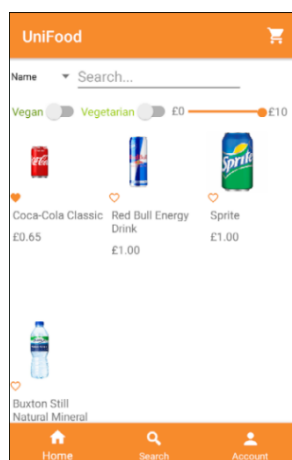 UniFood
Name
Search...
Vegan
Vegetarian
£0
£10
Coca-Cola Classic
Red Bull Energy
Drink
Sprite
£0.65
£1.00
£1.00
Buxton Still
Natural Mineral
Home
Search
Account